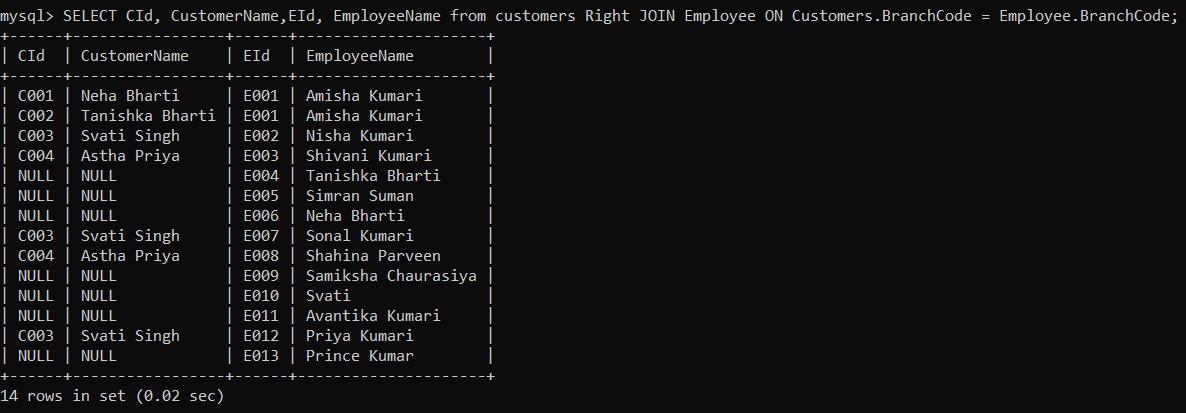 mysql> SELECT CId, CustomerName,EId, EmployeeName from customers Right JOIN Employee ON Customers.BranchCode = Employee.BranchCode;
+------+------------------+------+---------------------+
| CId  | CustomerName     | EId  | EmployeeName        |
+------+------------------+------+---------------------+
| C001 | Neha Bharti      | E001 | Amisha Kumari       |
| C002 | Tanishka Bharti  | E001 | Amisha Kumari       |
| C003 | Svati Singh      | E002 | Nisha Kumari        |
| C004 | Astha Priya      | E003 | Shivani Kumari      |
| NULL | NULL             | E004 | Tanishka Bharti     |
| NULL | NULL             | E005 | Simran Suman        |
| NULL | NULL             | E006 | Neha Bharti         |
| C003 | Svati Singh      | E007 | Sonal Kumari        |
| C004 | Astha Priya      | E008 | Shahina Parveen     |
| NULL | NULL             | E009 | Samiksha Chaurasiya |
| NULL | NULL             | E010 | Svati               |
| NULL | NULL             | E011 | Avantika Kumari     |
| C003 | Svati Singh      | E012 | Priya Kumari        |
| NULL | NULL             | E013 | Prince Kumar        |
+------+------------------+------+---------------------+
14 rows in set (0.02 sec)